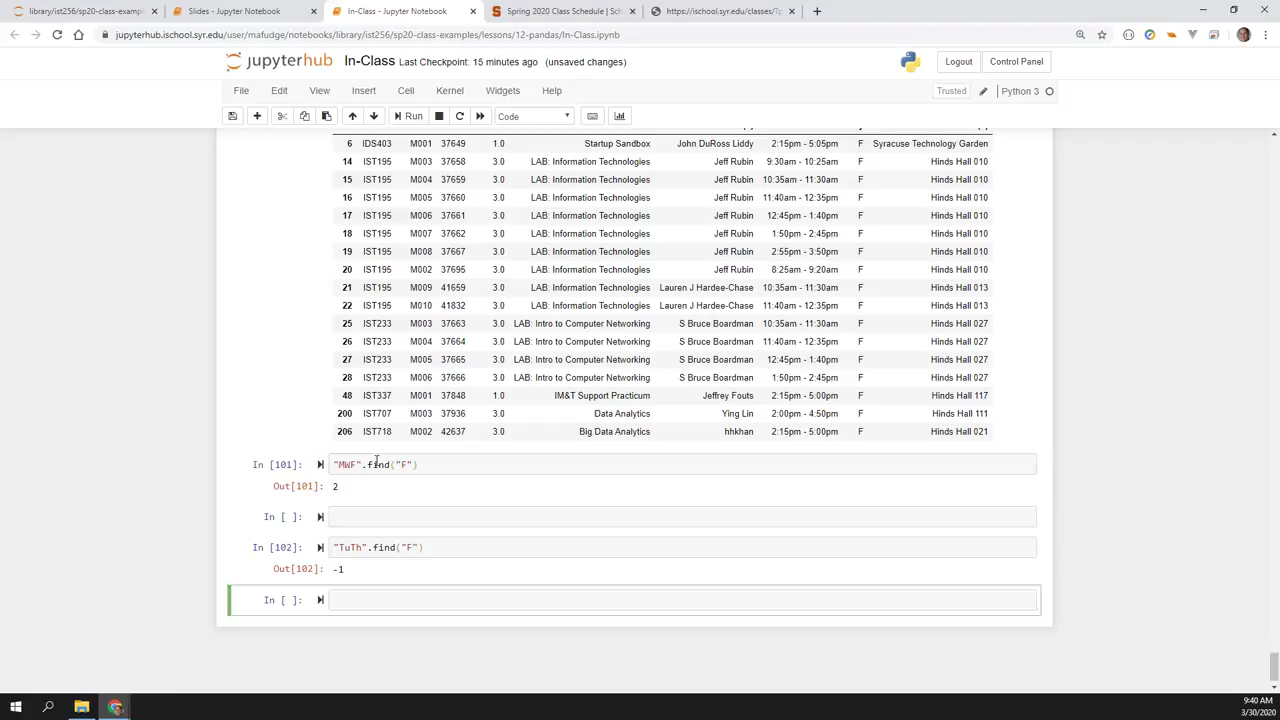 library/ist256/sp20-class-examp
Slides - Jupyter Notebook
In-Class - Jupyter Notebook
Spring 2020 Class Schedule | Sch
https://ischool.syr.edu/classes/?p
jupyterhub.ischool.syr.edu/user/mafudge/notebooks/library/ist256/sp20-class-examples/lessons/12-pandas/In-Class.ipynb
jupyterhub In-Class Last Checkpoint: 15 minutes ago (unsaved changes) Logout Control Panel
File Edit View Insert Cell Kernel Widgets Help Trusted Python 3
Run Code
6 IDS403 M001 37649 1.0 Startup Sandbox John DuRoss Liddy 2:15pm - 5:05pm F Syracuse Technology Garden
14 IST195 M003 37658 3.0 LAB: Information Technologies Jeff Rubin 9:30am - 10:25am F Hinds Hall 010
15 IST195 M004 37659 3.0 LAB: Information Technologies Jeff Rubin 10:35am - 11:30am F Hinds Hall 010
16 IST195 M005 37660 3.0 LAB: Information Technologies Jeff Rubin 11:40am - 12:35pm F Hinds Hall 010
17 IST195 M006 37661 3.0 LAB: Information Technologies Jeff Rubin 12:45pm - 1:40pm F Hinds Hall 010
18 IST195 M007 37662 3.0 LAB: Information Technologies Jeff Rubin 1:50pm - 2:45pm F Hinds Hall 010
19 IST195 M008 37667 3.0 LAB: Information Technologies Jeff Rubin 2:55pm - 3:50pm F Hinds Hall 010
20 IST195 M002 37695 3.0 LAB: Information Technologies Jeff Rubin 8:25am - 9:20am F Hinds Hall 010
21 IST195 M009 41659 3.0 LAB: Information Technologies Lauren J Hardee-Chase 10:35am - 11:30am F Hinds Hall 013
22 IST195 M010 41832 3.0 LAB: Information Technologies Lauren J Hardee-Chase 11:40am - 12:35pm F Hinds Hall 013
25 IST233 M003 37663 3.0 LAB: Intro to Computer Networking S Bruce Boardman 10:35am - 11:30am F Hinds Hall 027
26 IST233 M004 37664 3.0 LAB: Intro to Computer Networking S Bruce Boardman 11:40am - 12:35pm F Hinds Hall 027
27 IST233 M005 37665 3.0 LAB: Intro to Computer Networking S Bruce Boardman 12:45pm - 1:40pm F Hinds Hall 027
28 IST233 M006 37666 3.0 LAB: Intro to Computer Networking S Bruce Boardman 1:50pm - 2:45pm F Hinds Hall 027
48 IST337 M001 37848 1.0 IM&T Support Practicum Jeffrey Fouts 2:15pm - 5:00pm F Hinds Hall 117
200 IST707 M003 37936 3.0 Data Analytics Ying Lin 2:00pm - 4:50pm F Hinds Hall 111
206 IST718 M002 42637 3.0 Big Data Analytics hhkhan 2:15pm - 5:00pm F Hinds Hall 021
In [101]: "MWF".find("F")
Out[101]: 2
In [ ]:
In [102]: "TuTh".find("F")
Out[102]: -1
In [ ]:
9:40 AM
3/30/2020